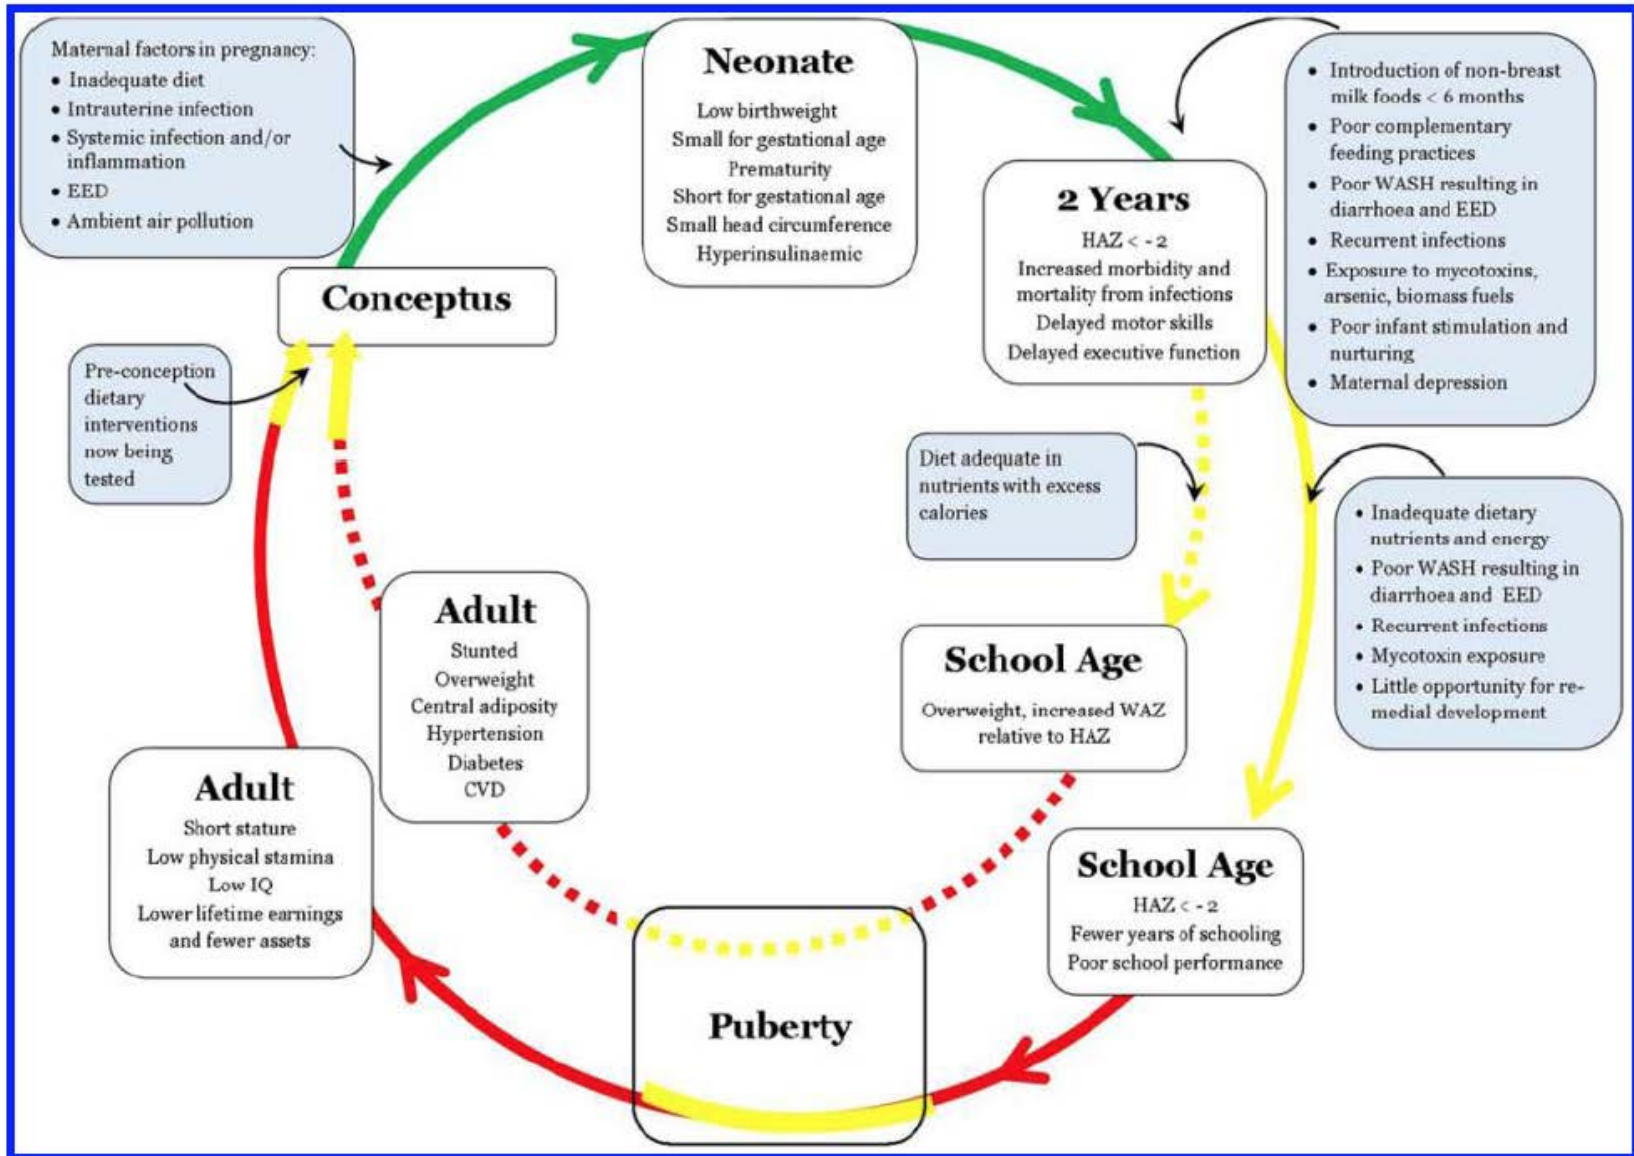 Maternal factors in pregnancy:
• Inadequate diet
• Intrauterine infection
• Systemic infection and/or
inflammation
• EED
• Ambient air pollution
Neonate
Low birthweight
Small for gestational age
Prematurity
Short for gestational age
Small head circumference
Hyperinsulinaemic
• Introduction of non-breast
milk foods < 6 months
• Poor complementary
feeding practices
• Poor WASH resulting in
diarrhoea and EED
• Recurrent infections
• Exposure to mycotoxins,
arsenic, biomass fuels
• Poor infant stimulation and
nurturing
• Maternal depression
2 Years
HAZ < - 2
Increased morbidity and
mortality from infections
Delayed motor skills
Delayed executive function
Conceptus
Pre-conception
dietary
interventions
now being
tested
Diet adequate in
nutrients with excess
calories
• Inadequate dietary
nutrients and energy
• Poor WASH resulting in
diarrhoea and EED
• Recurrent infections
• Mycotoxin exposure
• Little opportunity for re-
medial development
Adult
Stunted
Overweight
Central adiposity
Hypertension
Diabetes
CVD
School Age
Overweight, increased WAZ
relative to HAZ
Adult
Short stature
Low physical stamina
Low IQ
Lower lifetime earnings
and fewer assets
School Age
HAZ < - 2
Fewer years of schooling
Poor school performance
Puberty